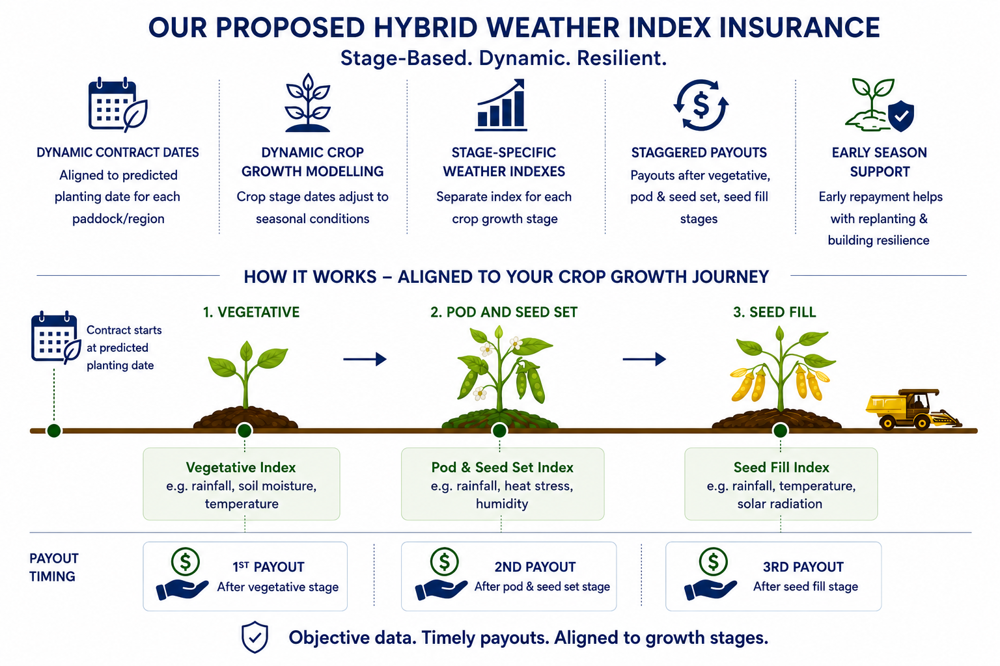 OUR PROPOSED HYBRID WEATHER INDEX INSURANCE
Stage-Based. Dynamic. Resilient.
DYNAMIC CONTRACT DATES
Aligned to predicted
planting date for each
paddock/region
DYNAMIC CROP
GROWTH MODELLING
Crop stage dates adjust to
seasonal conditions
STAGE-SPECIFIC
WEATHER INDEXES
Separate index for each
crop growth stage
$
STAGGERED PAYOUTS
Payouts after vegetative,
pod & seed set, seed fill
stages
EARLY SEASON
SUPPORT
Early repayment helps
with replanting &
building resilience
HOW IT WORKS – ALIGNED TO YOUR CROP GROWTH JOURNEY
Contract starts
at predicted
planting date
1. VEGETATIVE
2. POD AND SEED SET
3. SEED FILL
Vegetative Index
e.g. rainfall, soil moisture,
temperature
Pod & Seed Set Index
e.g. rainfall, heat stress,
humidity
Seed Fill Index
e.g. rainfall, temperature,
solar radiation
PAYOUT
TIMING
$
1ST PAYOUT
After vegetative stage
$
2ND PAYOUT
After pod & seed set stage
$
3RD PAYOUT
After seed fill stage
Objective data. Timely payouts. Aligned to growth stages.